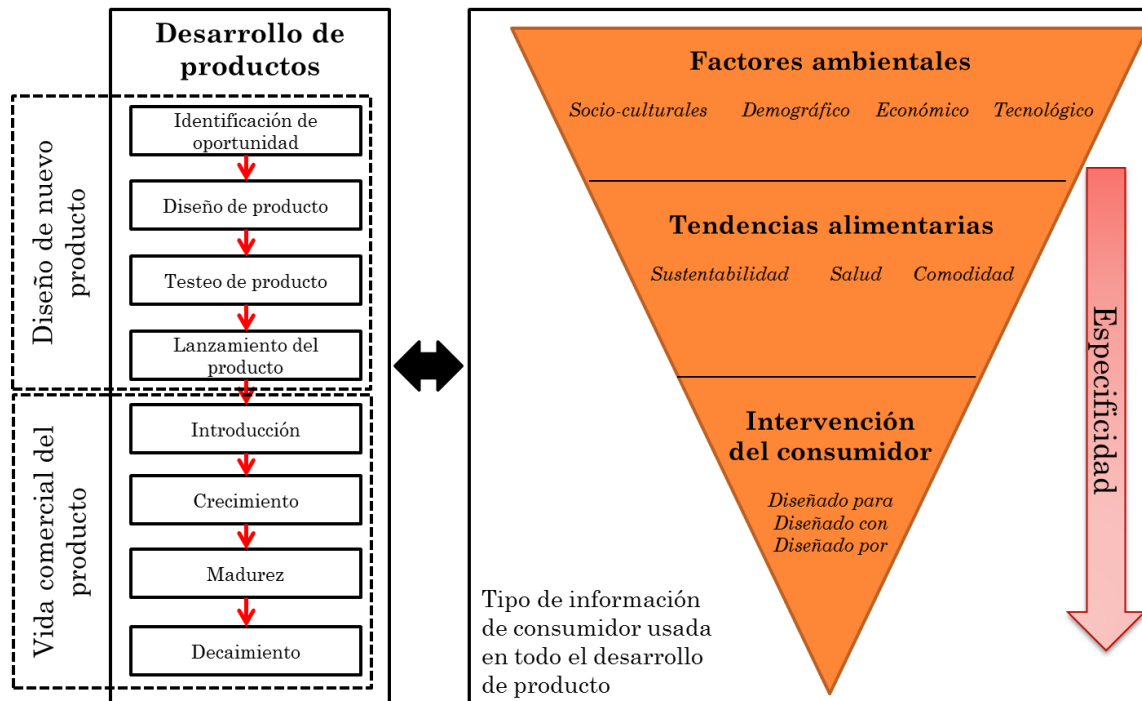 Desarrollo de
productos
Diseño de nuevo
producto
Identificación de
oportunidad
Diseño de producto
Testeo de producto
Lanzamiento del
producto
Vida comercial del
producto
Introducción
Crecimiento
Madurez
Decaimiento
Factores ambientales
Socio-culturales Demográfico Económico Tecnológico
Tendencias alimentarias
Sustentabilidad Salud Comodidad
Intervención
del consumidor
Diseñado para
Diseñado con
Diseñado por
Especificidad
Tipo de información
de consumidor usada
en todo el desarrollo
de producto